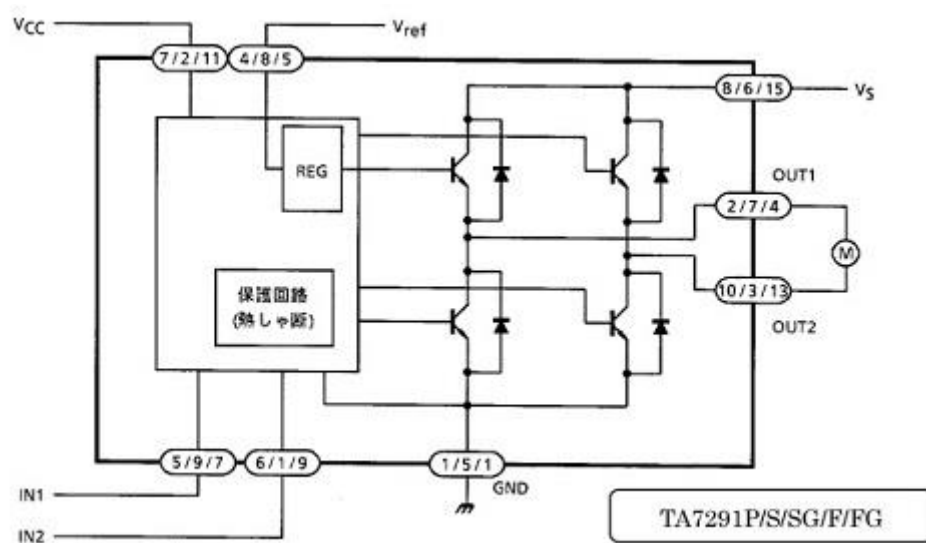 VCC
Vref
7/2/11
4/8/5
8/6/15
VS
REG
OUT1
2/7/4
M
保護回路
(熱しゃ断)
10/3/13
OUT2
5/9/7
6/1/9
1/5/1
GND
IN1
IN2
TA7291P/S/SG/F/FG